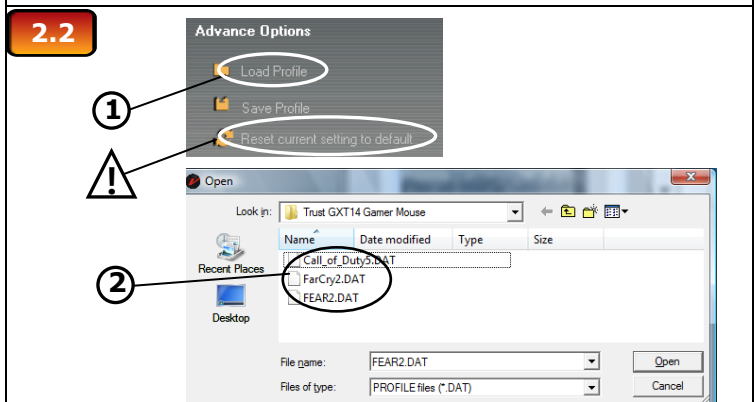 2.2
Advance Options
Load Profile
1
Save Profile
Reset current setting to default
!
Open
Look in: Trust GXT14 Gamer Mouse
Name Date modified Type Size
Recent Places
Call_of_Duty5.DAT
2
FarCry2.DAT
FEAR2.DAT
Desktop
File name: FEAR2.DAT Open
Files of type: PROFILE files (*.DAT) Cancel